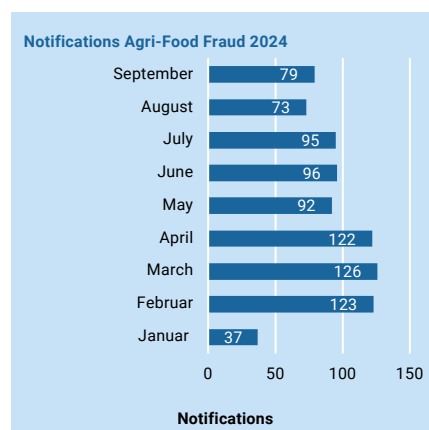 Notifications Agri-Food Fraud 2024
September 79
August 73
July 95
June 96
May 92
April 122
March 126
Februar 123
Januar 37
0 50 100 150
Notifications